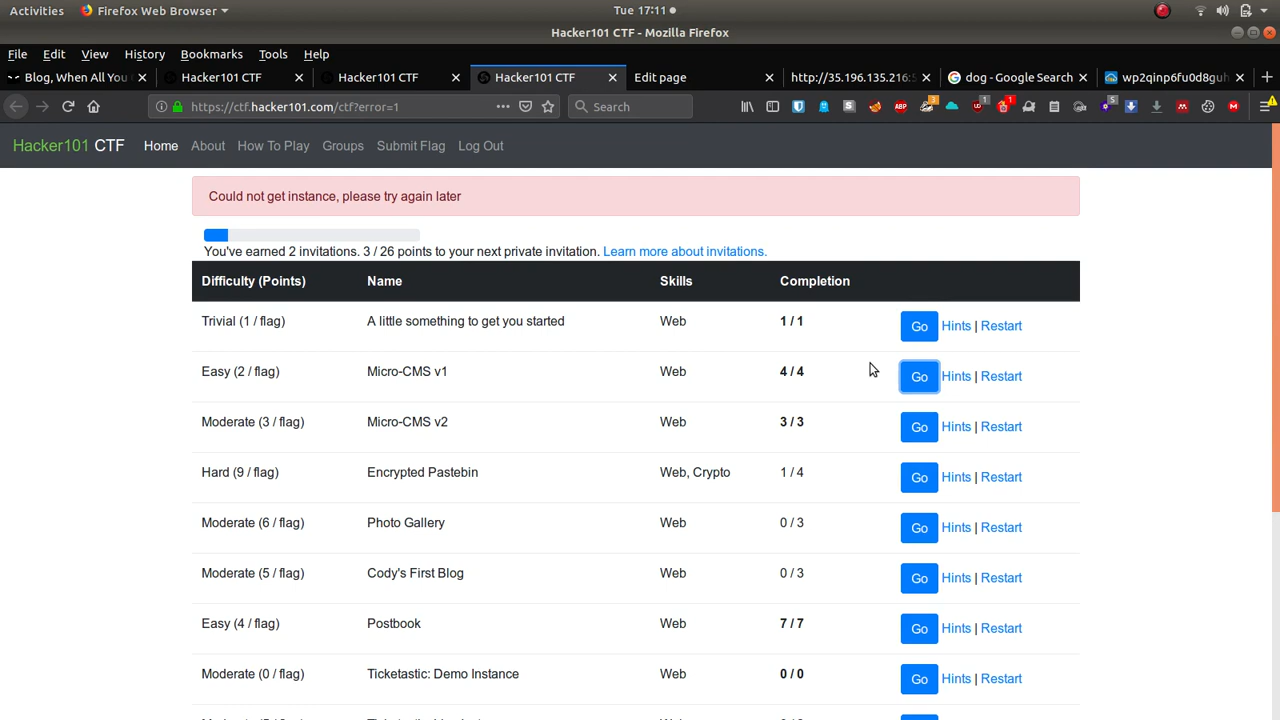 Activities Firefox Web Browser Tue 17:11
Hacker101 CTF - Mozilla Firefox
File Edit View History Bookmarks Tools Help
Blog, When All You Hacker101 CTF Hacker101 CTF Hacker101 CTF Edit page http://35.196.135.216: dog - Google Search wp2qinp6fu0d8guh
https://ctf.hacker101.com/ctf?error=1 Search
Hacker101 CTF Home About How To Play Groups Submit Flag Log Out
Could not get instance, please try again later
You've earned 2 invitations. 3 / 26 points to your next private invitation. Learn more about invitations.
Difficulty (Points) Name Skills Completion
Trivial (1 / flag) A little something to get you started Web 1 / 1 Go Hints | Restart
Easy (2 / flag) Micro-CMS v1 Web 4 / 4 Go Hints | Restart
Moderate (3 / flag) Micro-CMS v2 Web 3 / 3 Go Hints | Restart
Hard (9 / flag) Encrypted Pastebin Web, Crypto 1 / 4 Go Hints | Restart
Moderate (6 / flag) Photo Gallery Web 0 / 3 Go Hints | Restart
Moderate (5 / flag) Cody's First Blog Web 0 / 3 Go Hints | Restart
Easy (4 / flag) Postbook Web 7 / 7 Go Hints | Restart
Moderate (0 / flag) Ticketastic: Demo Instance Web 0 / 0 Go Hints | Restart